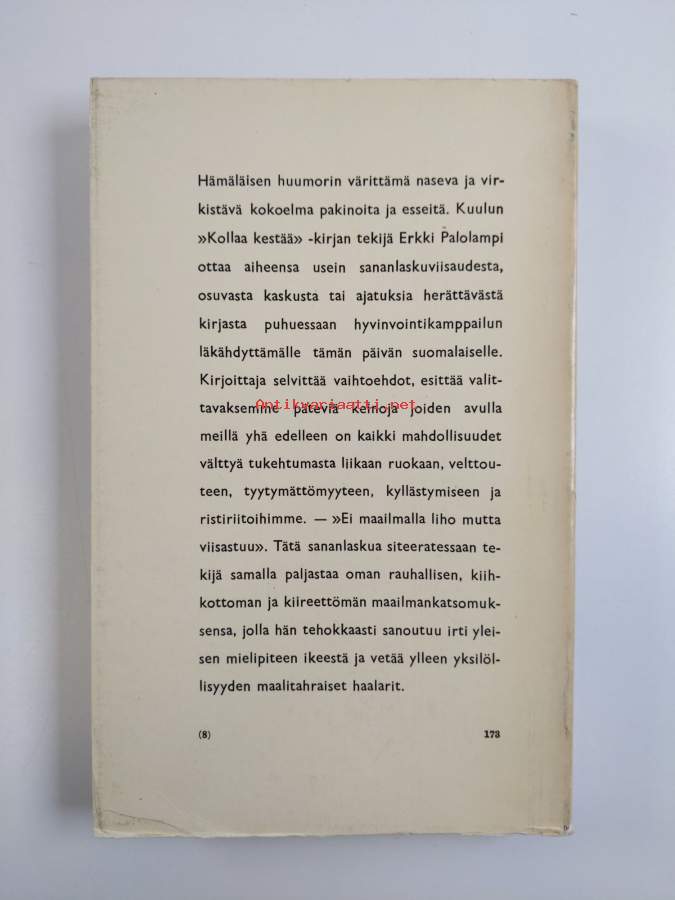 Hämäläisen huumorin värittämä naseva ja vir-
kistävä kokoelma pakinoita ja esseitä. Kuulun
»Kollaa kestää» -kirjan tekijä Erkki Palolampi
ottaa aiheensa usein sananlaskuviisaudesta,
osuvasta kaskusta tai ajatuksia herättävästä
kirjasta puhuessaan hyvinvointikamppailun
läkähdyttämälle tämän päivän suomalaiselle.
Kirjoittaja selvittää vaihtoehdot, esittää valit-
Antikvariaatti.net
tavaksemme päteviä keinoja joiden avulla
meillä yhä edelleen on kaikki mahdollisuudet
välttyä tukehtumasta liikaan ruokaan, velttou-
teen, tyytymättömyyteen, kyllästymiseen ja
ristiriitoihimme. — »Ei maailmalla liho mutta
viisastuu». Tätä sananlaskua siteeratessaan te-
kijä samalla paljastaa oman rauhallisen, kiih-
kottoman ja kiireettömän maailmankatsomuk-
sensa, jolla hän tehokkaasti sanoutuu irti ylei-
sen mielipiteen ikeestä ja vetää ylleen yksilöl-
lisyyden maalitahraiset haalarit.
(8) 173